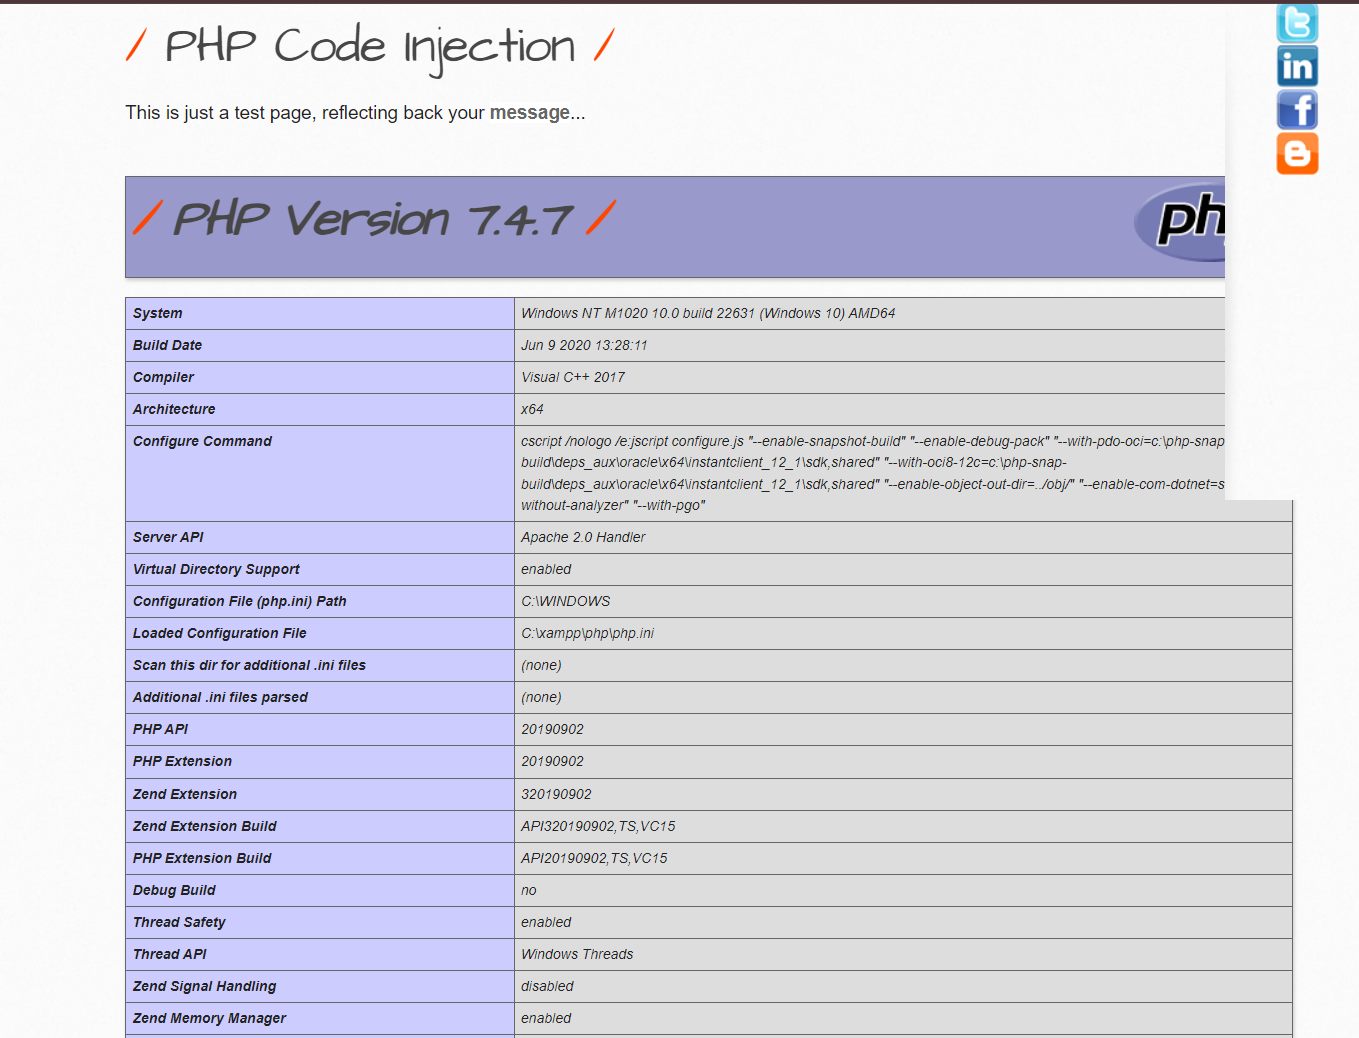 / PHP Code Injection /
This is just a test page, reflecting back your message...
/ PHP Version 7.4.7 /
System Windows NT M1020 10.0 build 22631 (Windows 10) AMD64
Build Date Jun 9 2020 13:28:11
Compiler Visual C++ 2017
Architecture x64
Configure Command cscript /nologo /e:jscript configure.js "--enable-snapshot-build" "--enable-debug-pack" "--with-pdo-oci=c:\php-snap
build\deps_aux\oracle\x64\instantclient_12_1\sdk,shared" "--with-oci8-12c=c:\php-snap-
build\deps_aux\oracle\x64\instantclient_12_1\sdk,shared" "--enable-object-out-dir=../obj/" "--enable-com-dotnet=s
without-analyzer" "--with-pgo"
Server API Apache 2.0 Handler
Virtual Directory Support enabled
Configuration File (php.ini) Path C:\WINDOWS
Loaded Configuration File C:\xampp\php\php.ini
Scan this dir for additional .ini files (none)
Additional .ini files parsed (none)
PHP API 20190902
PHP Extension 20190902
Zend Extension 320190902
Zend Extension Build API320190902,TS,VC15
PHP Extension Build API20190902,TS,VC15
Debug Build no
Thread Safety enabled
Thread API Windows Threads
Zend Signal Handling disabled
Zend Memory Manager enabled